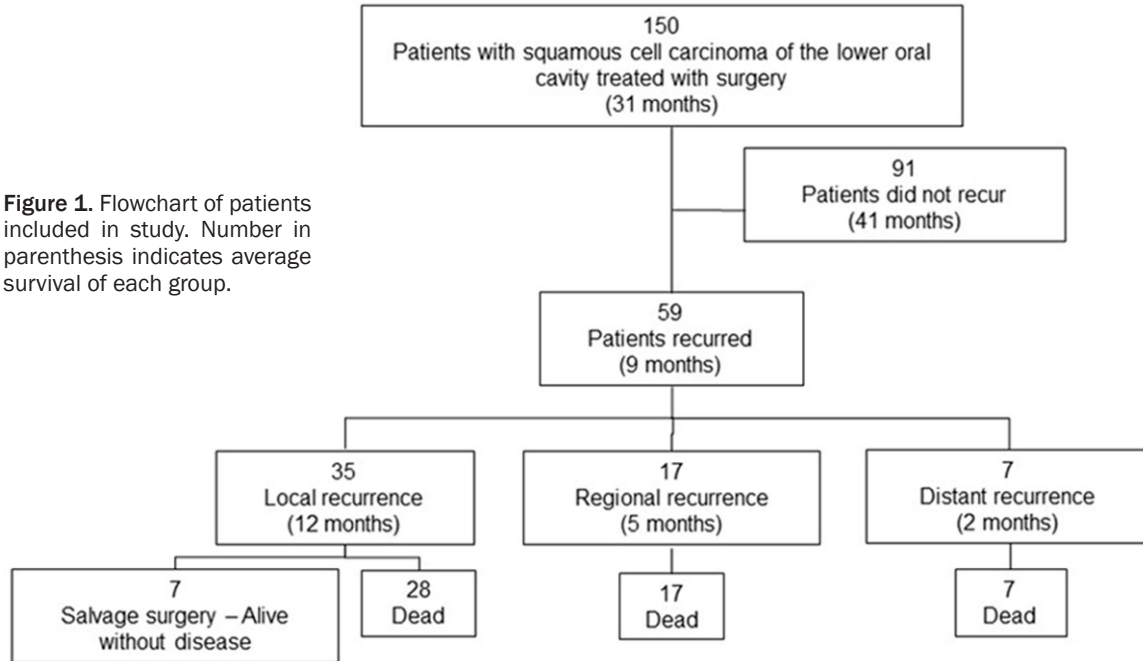 150
Patients with squamous cell carcinoma of the lower oral
cavity treated with surgery
(31 months)
91
Patients did not recur
(41 months)
Figure 1. Flowchart of patients
included in study. Number in
parenthesis indicates average
survival of each group.
59
Patients recurred
(9 months)
35
Local recurrence
(12 months)
17
Regional recurrence
(5 months)
7
Distant recurrence
(2 months)
7
Salvage surgery – Alive
without disease
28
Dead
17
Dead
7
Dead